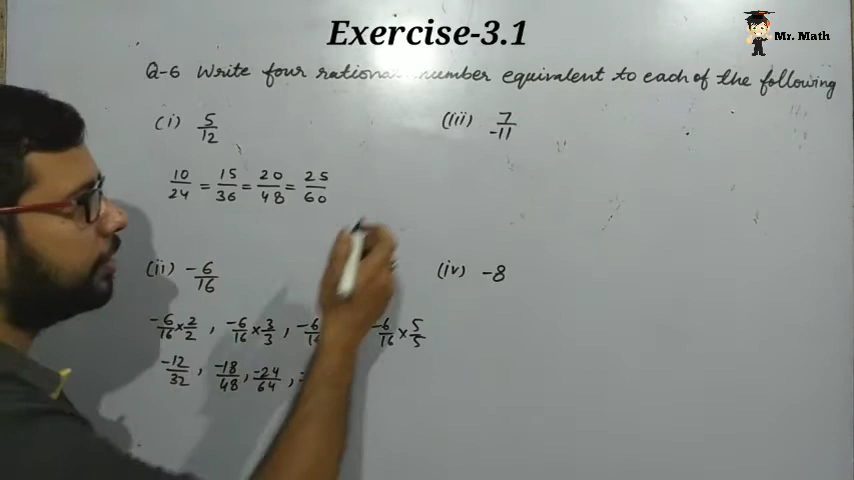 Exercise-3.1
Mr. Math
Q-6 Write four rational number equivalent to each of the following
(i) 5/12
(iii) 7/-11
10/24 = 15/36 = 20/48 = 25/60
(ii) -6/16
(iv) -8
-6/16 × 2/2 , -6/16 × 3/3 , -6/16 -6/16 × 5/5
-12/32 , -18/48 , -24/64 ,